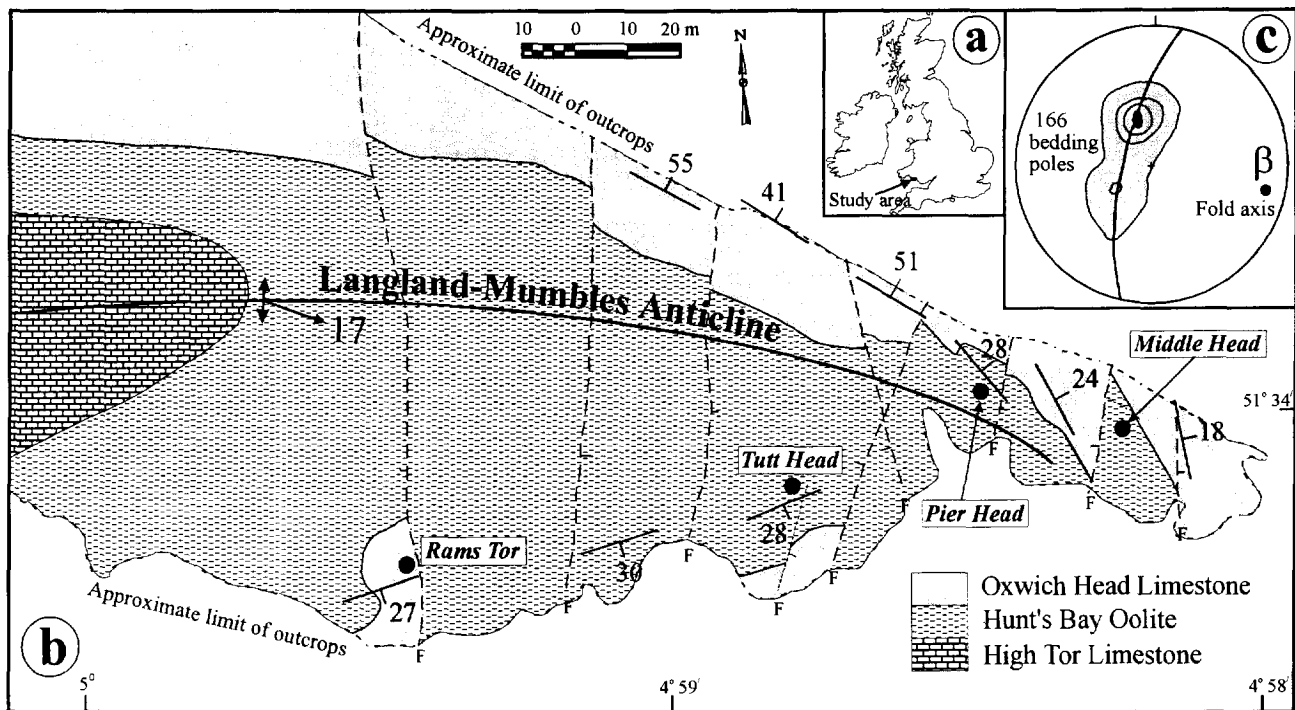 10 0 10 20 m
N
a
Study area
c
166
bedding
poles
β
Fold axis
Approximate limit of outcrops
55
41
51
Langland-Mumbles Anticline
17
28
24
Middle Head
51° 34'
18
Tutt Head
Pier Head
28
Rams Tor
30
27
F
F
F
F
F
F
F
F
F
Approximate limit of outcrops
b
Oxwich Head Limestone
Hunt's Bay Oolite
High Tor Limestone
5°
4° 59'
4° 58'